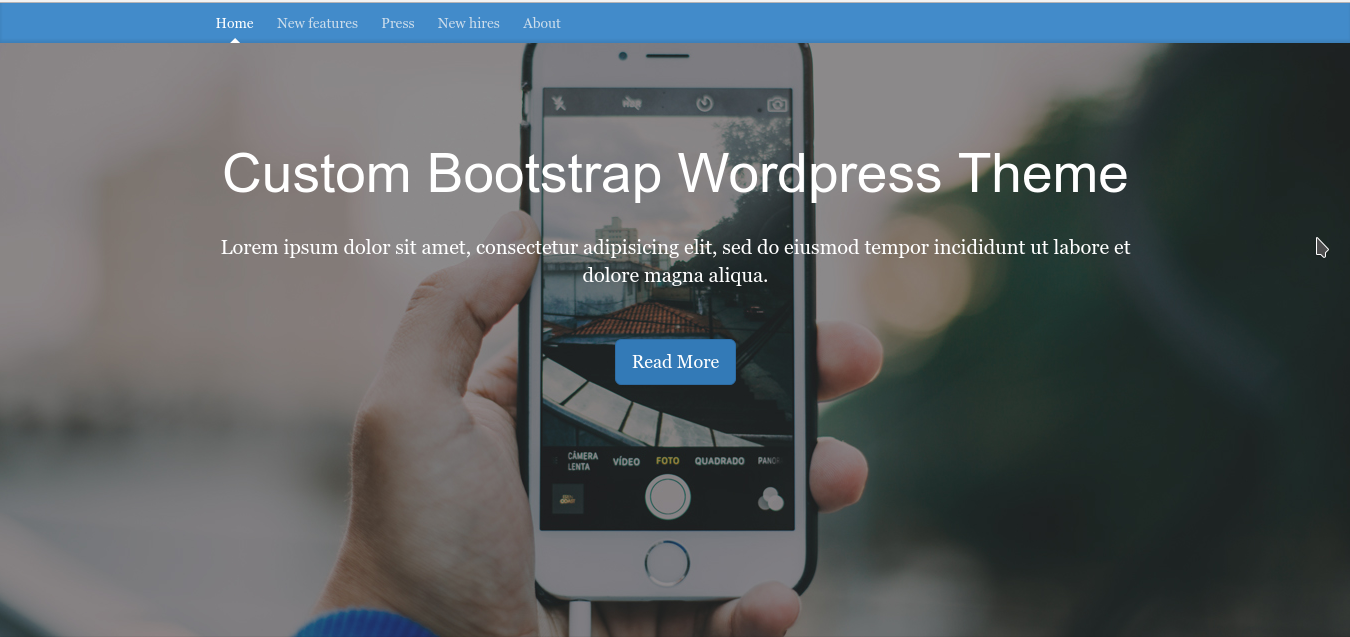 Home New features Press New hires About
Custom Bootstrap Wordpress Theme
Lorem ipsum dolor sit amet, consectetur adipisicing elit, sed do eiusmod tempor incididunt ut labore et
dolore magna aliqua.
Read More
CÂMERA
LENTA VÍDEO FOTO QUADRADO